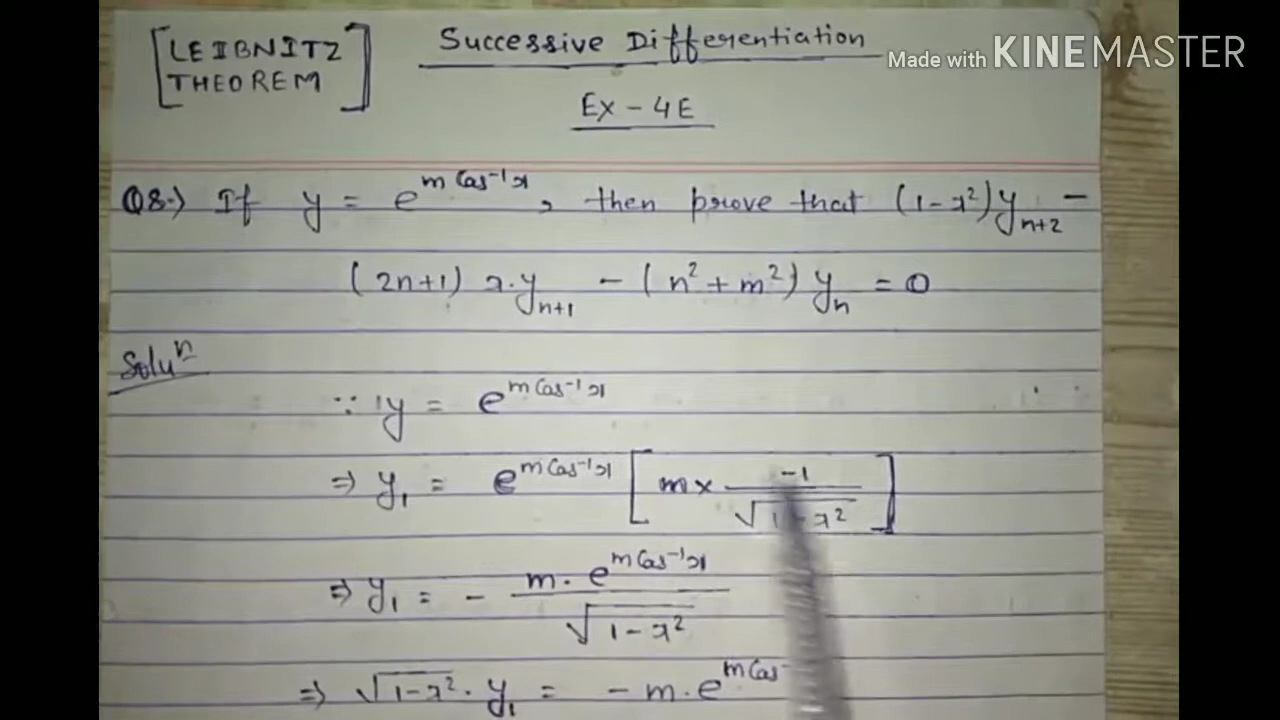 [LEIBNITZ THEOREM]
Successive Differentiation
Made with KINEMASTER
Ex - 4E
Q8.) If y = e^{m Cos⁻¹x}, then prove that (1-x²)y_{n+2} -
(2n+1) x.y_{n+1} - (n²+m²) y_n = 0
Soluⁿ
∵ y = e^{m Cos⁻¹x}
⇒ y₁ = e^{m Cos⁻¹x} [m× -1/√(1-x²)]
⇒ y₁ = - m. e^{m Cos⁻¹x}/√(1-x²)
⇒ √(1-x²). y₁ = - m. e^{m Cos⁻